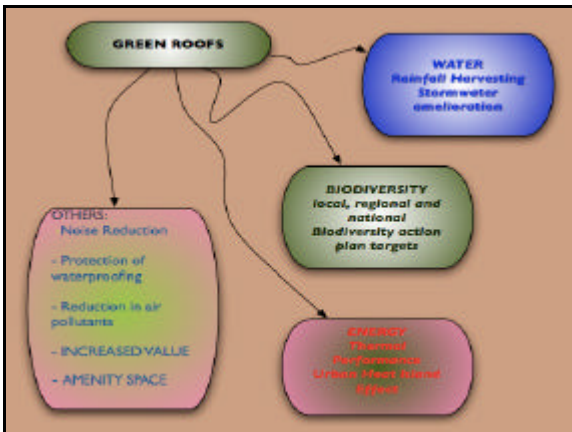 GREEN ROOFS
WATER
Rainfall Harvesting
Stormwater
amelioration
BIODIVERSITY
local, regional and
national
Biodiversity action
plan targets
OTHERS:
Noise Reduction
- Protection of
waterproofing
- Reduction in air
pollutants
- INCREASED VALUE
- AMENITY SPACE
ENERGY
Thermal
Performance
Urban Heat Island
Effect